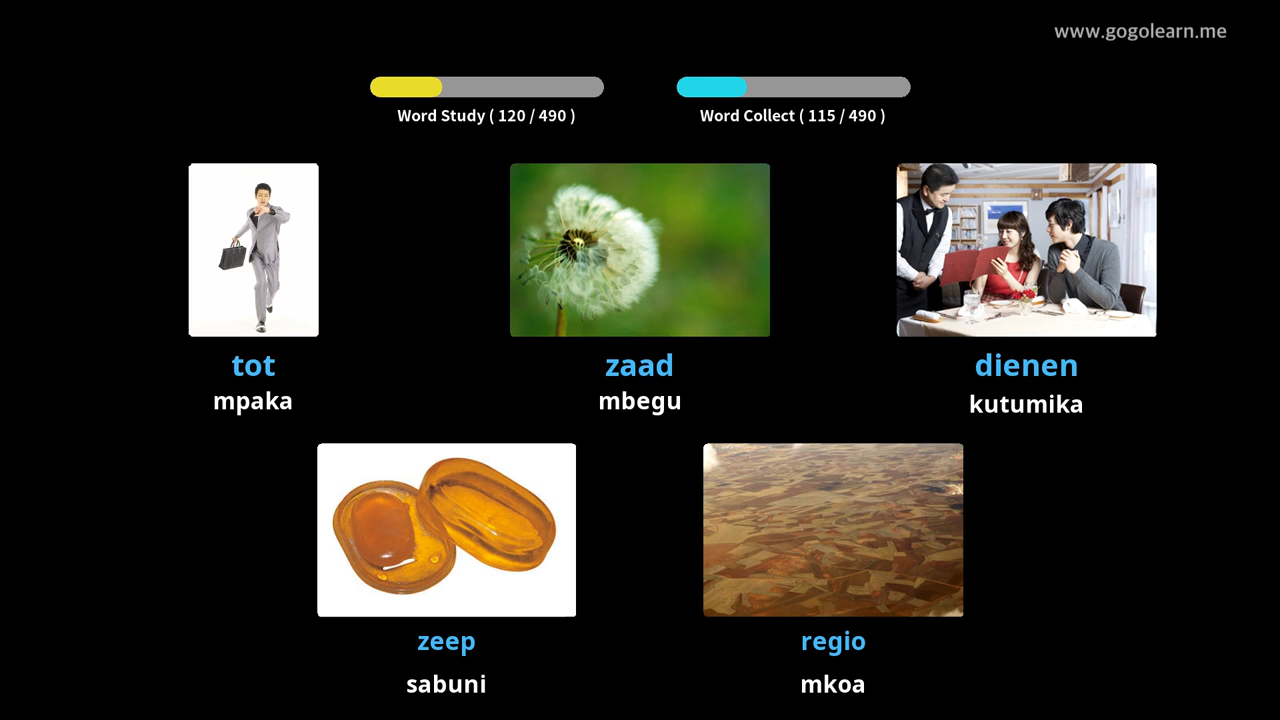 www.gogolearn.me
Word Study ( 120 / 490 )
Word Collect ( 115 / 490 )
tot
mpaka
zaad
mbegu
dienen
kutumika
zeep
sabuni
regio
mkoa